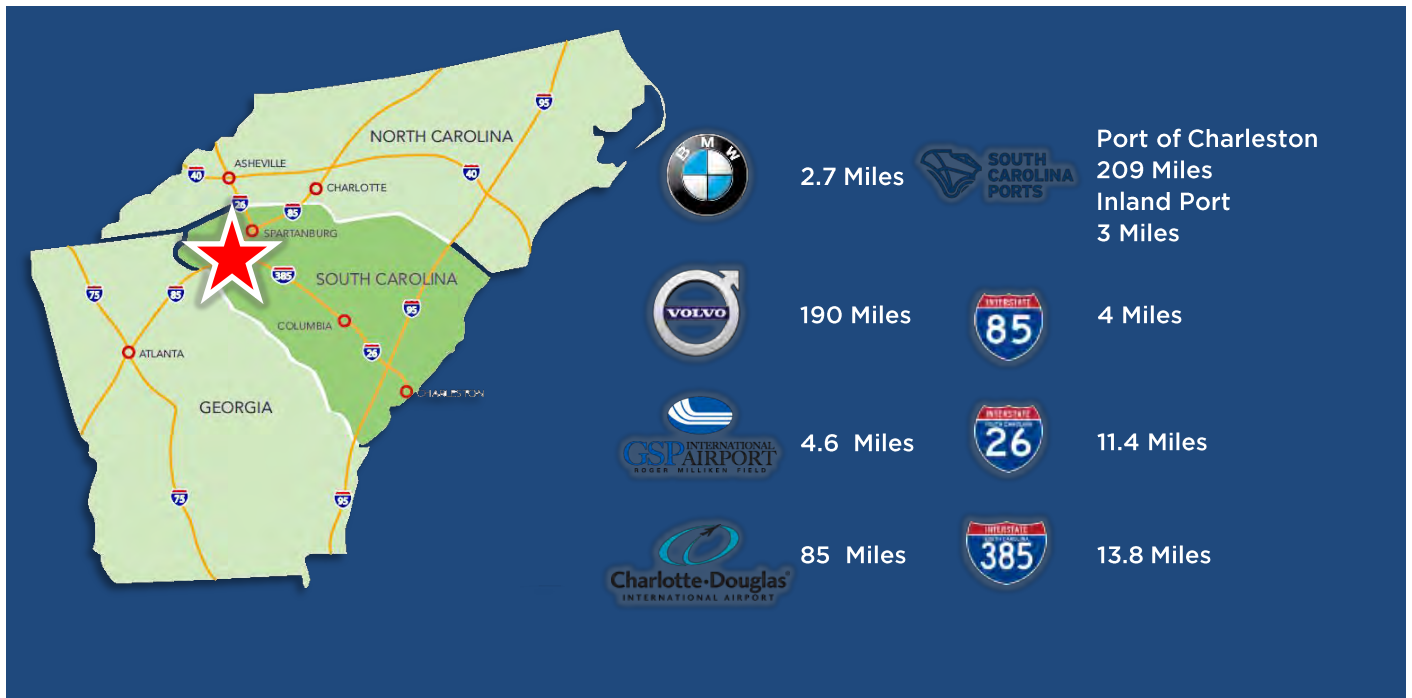 NORTH CAROLINA
95
ASHEVILLE
40
40
CHARLOTTE
26
85
SPARTANBURG
385
SOUTH CAROLINA
75
85
95
COLUMBIA
26
ATLANTA
GEORGIA
75
95
BMW
2.7 Miles
SOUTH
CAROLINA
PORTS
Port of Charleston
209 Miles
Inland Port
3 Miles
VOLVO
190 Miles
INTERSTATE
85
4 Miles
GSP INTERNATIONAL
AIRPORT
ROGER MILLIKEN FIELD
4.6 Miles
INTERSTATE
26
11.4 Miles
Charlotte•Douglas
INTERNATIONAL AIRPORT
85 Miles
INTERSTATE
385
13.8 Miles